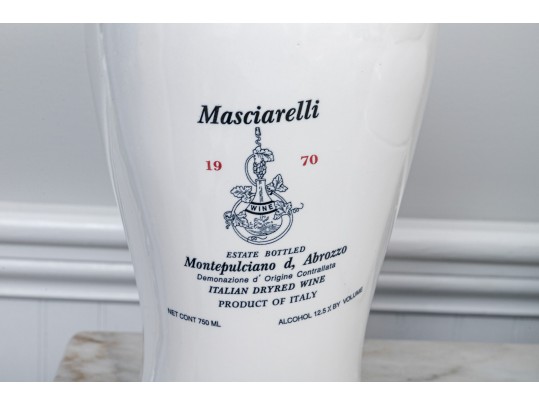 Masciarelli
19 70
WINE
ESTATE BOTTLED
Montepulciano d, Abrozzo
Demonazione d' Origine Contrallata
ITALIAN DRYRED WINE
PRODUCT OF ITALY
NET CONT 750 ML ALCOHOL 12.5 % BY VOLUME